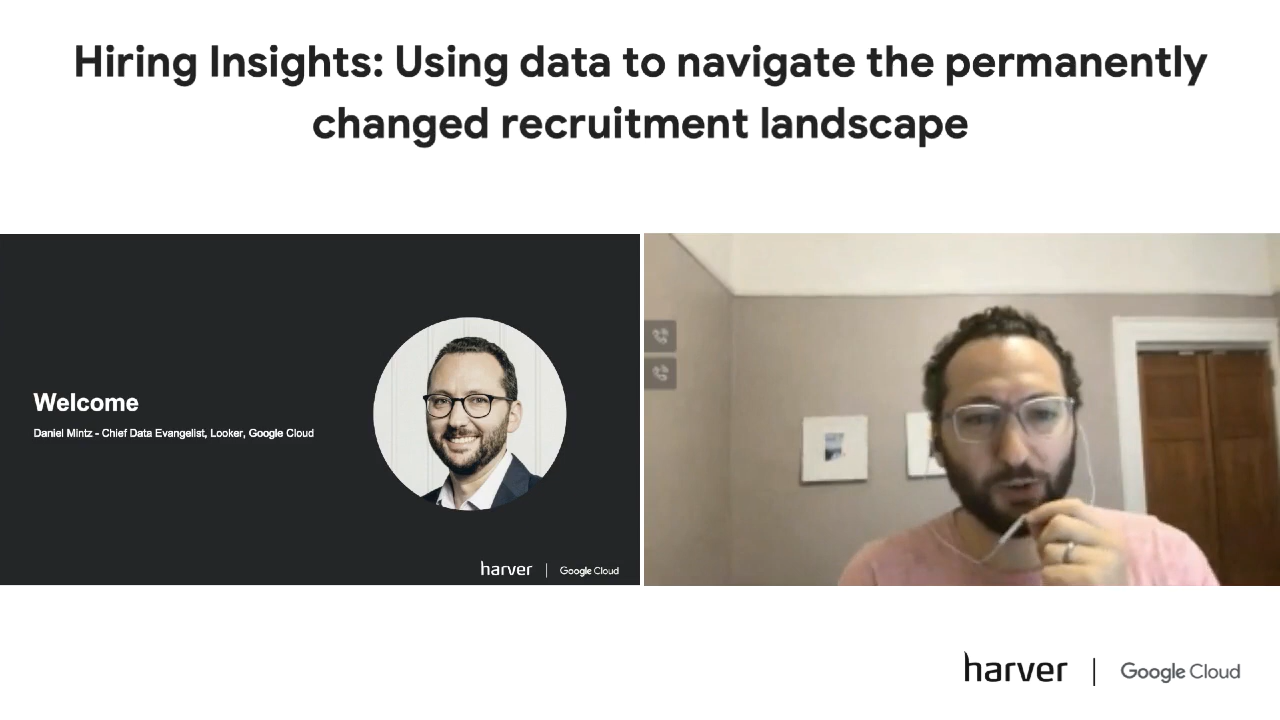 Hiring Insights: Using data to navigate the permanently
changed recruitment landscape
Welcome
Daniel Mintz - Chief Data Evangelist, Looker, Google Cloud
harver | Google Cloud
harver | Google Cloud